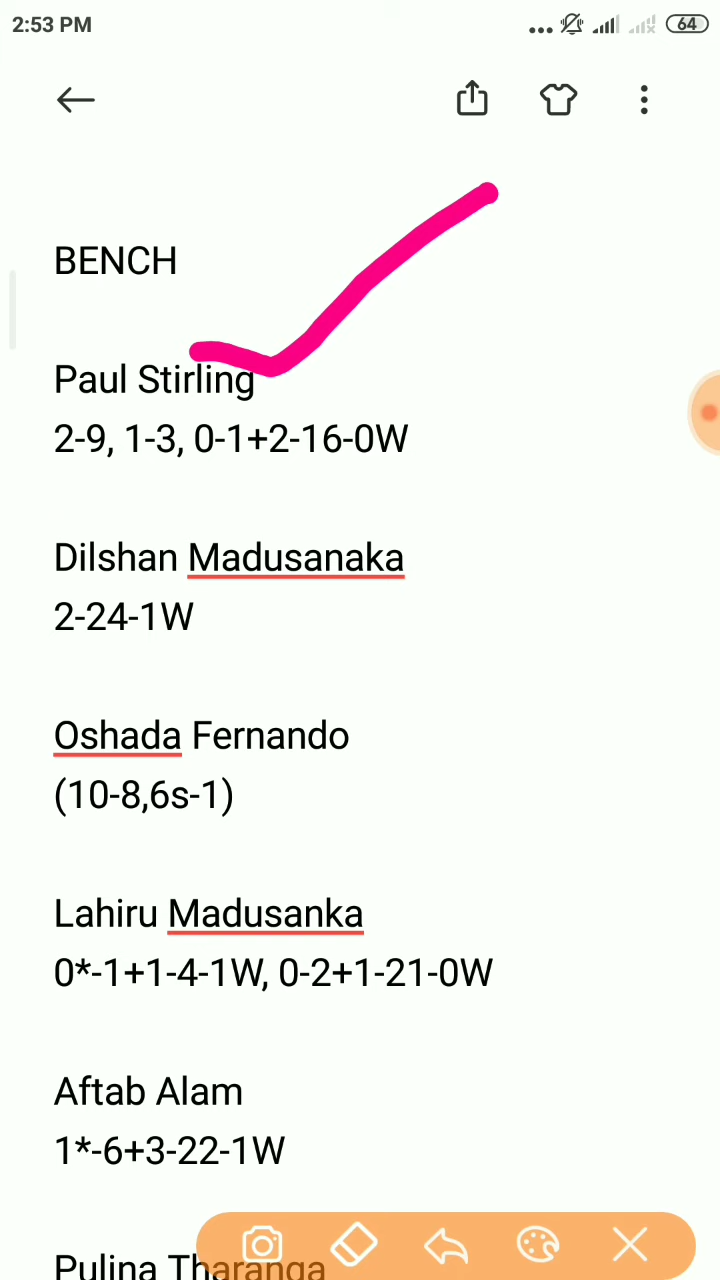 2:53 PM
64
BENCH
Paul Stirling
2-9, 1-3, 0-1+2-16-0W
Dilshan Madusanaka
2-24-1W
Oshada Fernando
(10-8,6s-1)
Lahiru Madusanka
0*-1+1-4-1W, 0-2+1-21-0W
Aftab Alam
1*-6+3-22-1W
Pulina Tharanga